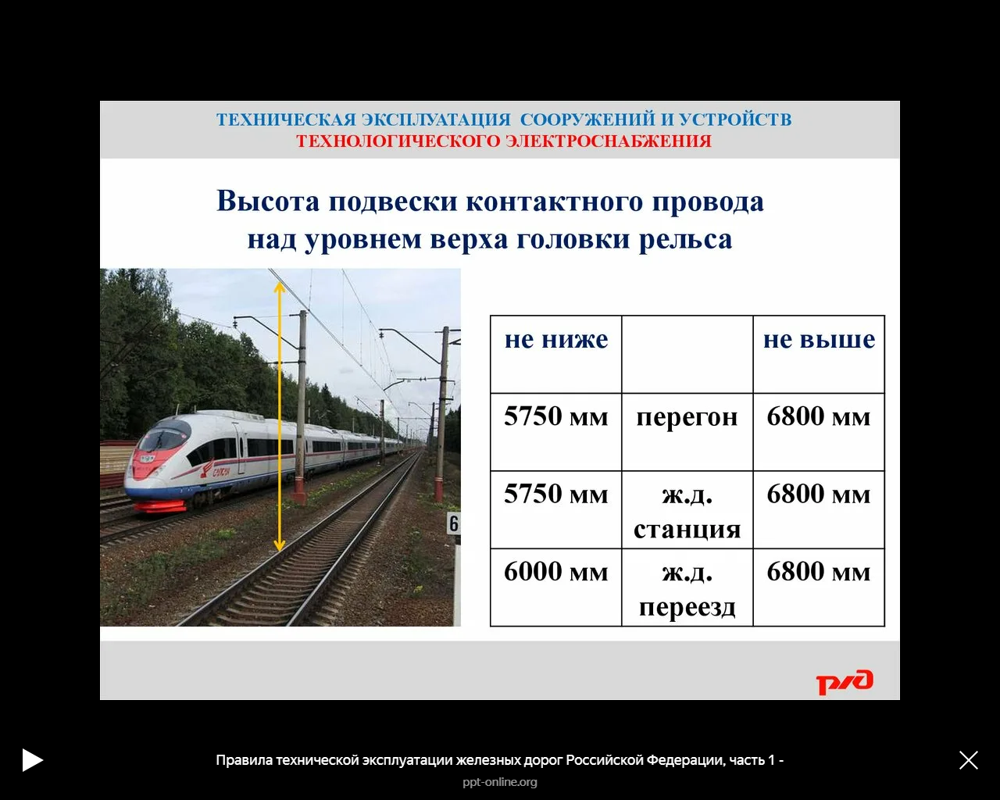 ТЕХНИЧЕСКАЯ ЭКСПЛУАТАЦИЯ СООРУЖЕНИЙ И УСТРОЙСТВ
ТЕХНОЛОГИЧЕСКОГО ЭЛЕКТРОСНАБЖЕНИЯ
Высота подвески контактного провода
над уровнем верха головки рельса
не ниже не выше
5750 мм перегон 6800 мм
5750 мм ж.д. 6800 мм
станция
6000 мм ж.д. 6800 мм
переезд
САПСАН
6
ржд
Правила технической эксплуатации железных дорог Российской Федерации, часть 1 -
ppt-online.org